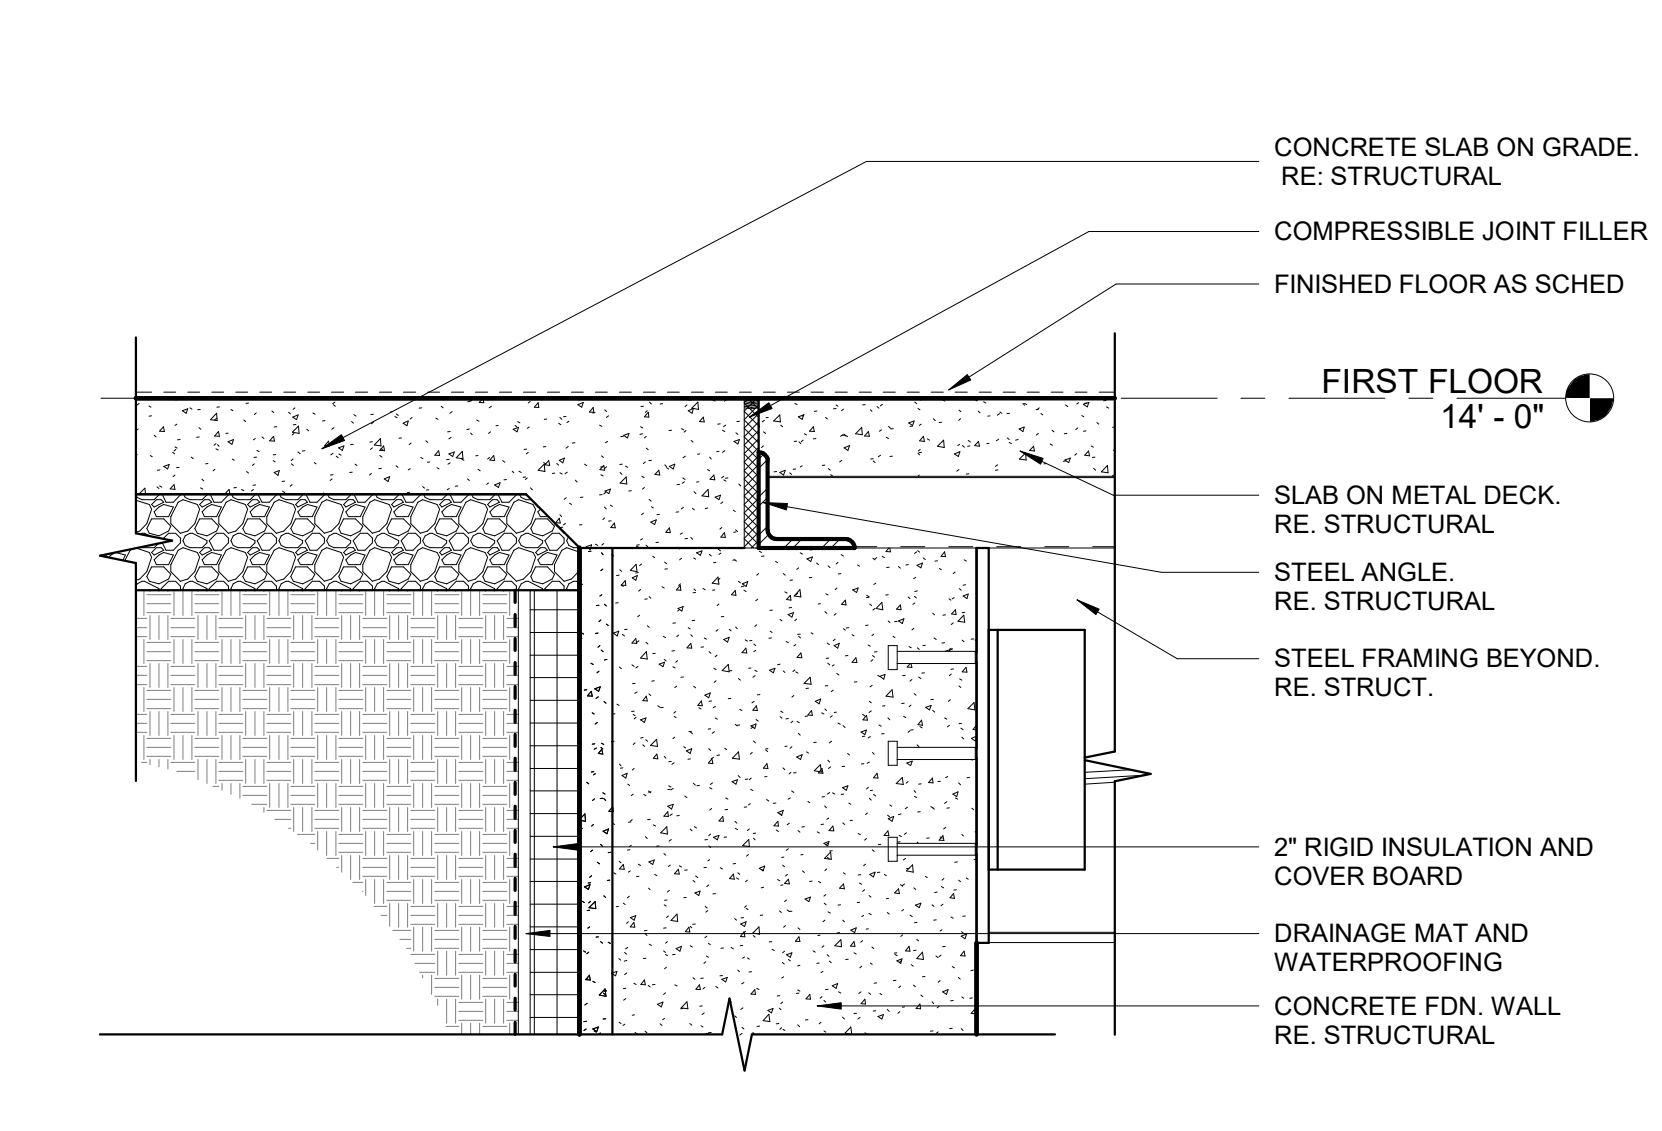 CONCRETE SLAB ON GRADE.
RE: STRUCTURAL
COMPRESSIBLE JOINT FILLER
FINISHED FLOOR AS SCHED
FIRST FLOOR
14' - 0"
SLAB ON METAL DECK.
RE. STRUCTURAL
STEEL ANGLE.
RE. STRUCTURAL
STEEL FRAMING BEYOND.
RE. STRUCT.
2" RIGID INSULATION AND
COVER BOARD
DRAINAGE MAT AND
WATERPROOFING
CONCRETE FDN. WALL
RE. STRUCTURAL